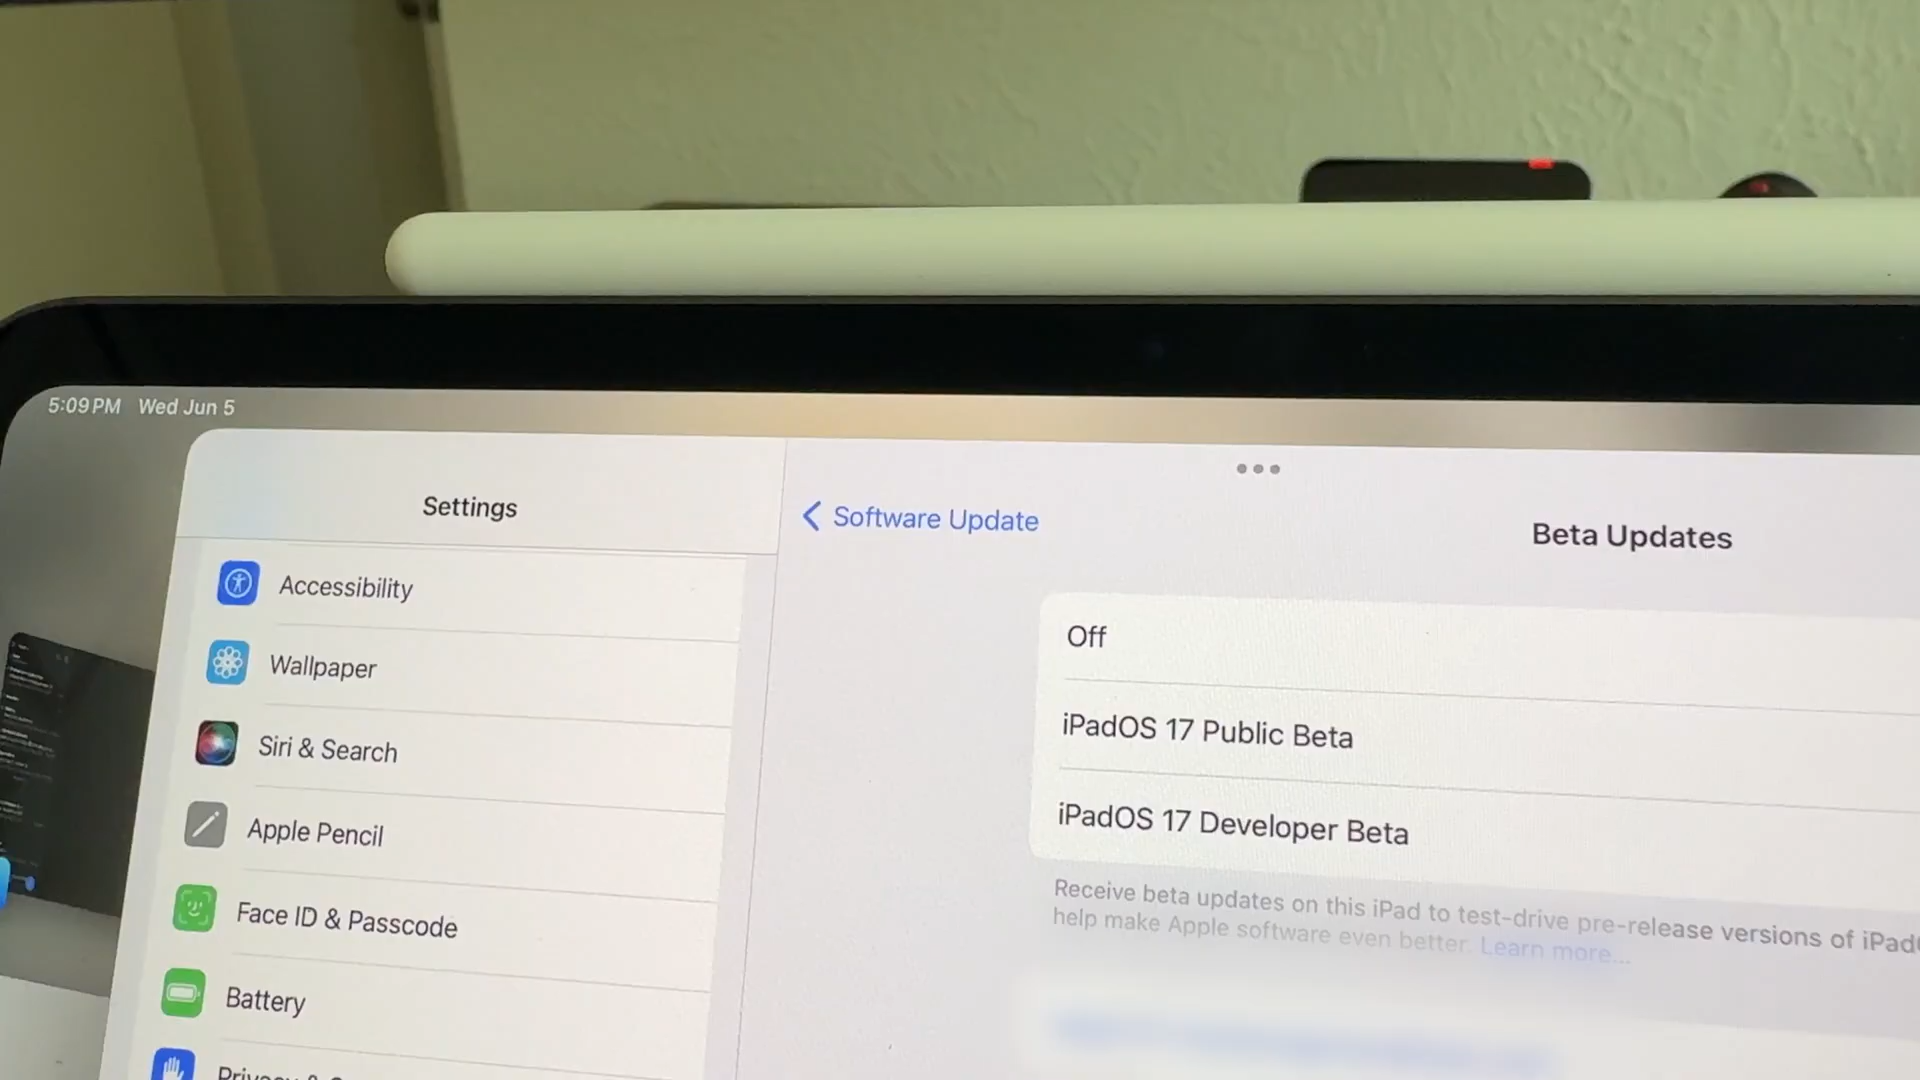 5:09 PM Wed Jun 5
Settings
Software Update
Beta Updates
Accessibility
Wallpaper
Siri & Search
Apple Pencil
Face ID & Passcode
Battery
Off
iPadOS 17 Public Beta
iPadOS 17 Developer Beta
Receive beta updates on this iPad to test-drive pre-release versions of
help make Apple software even better. Learn more...